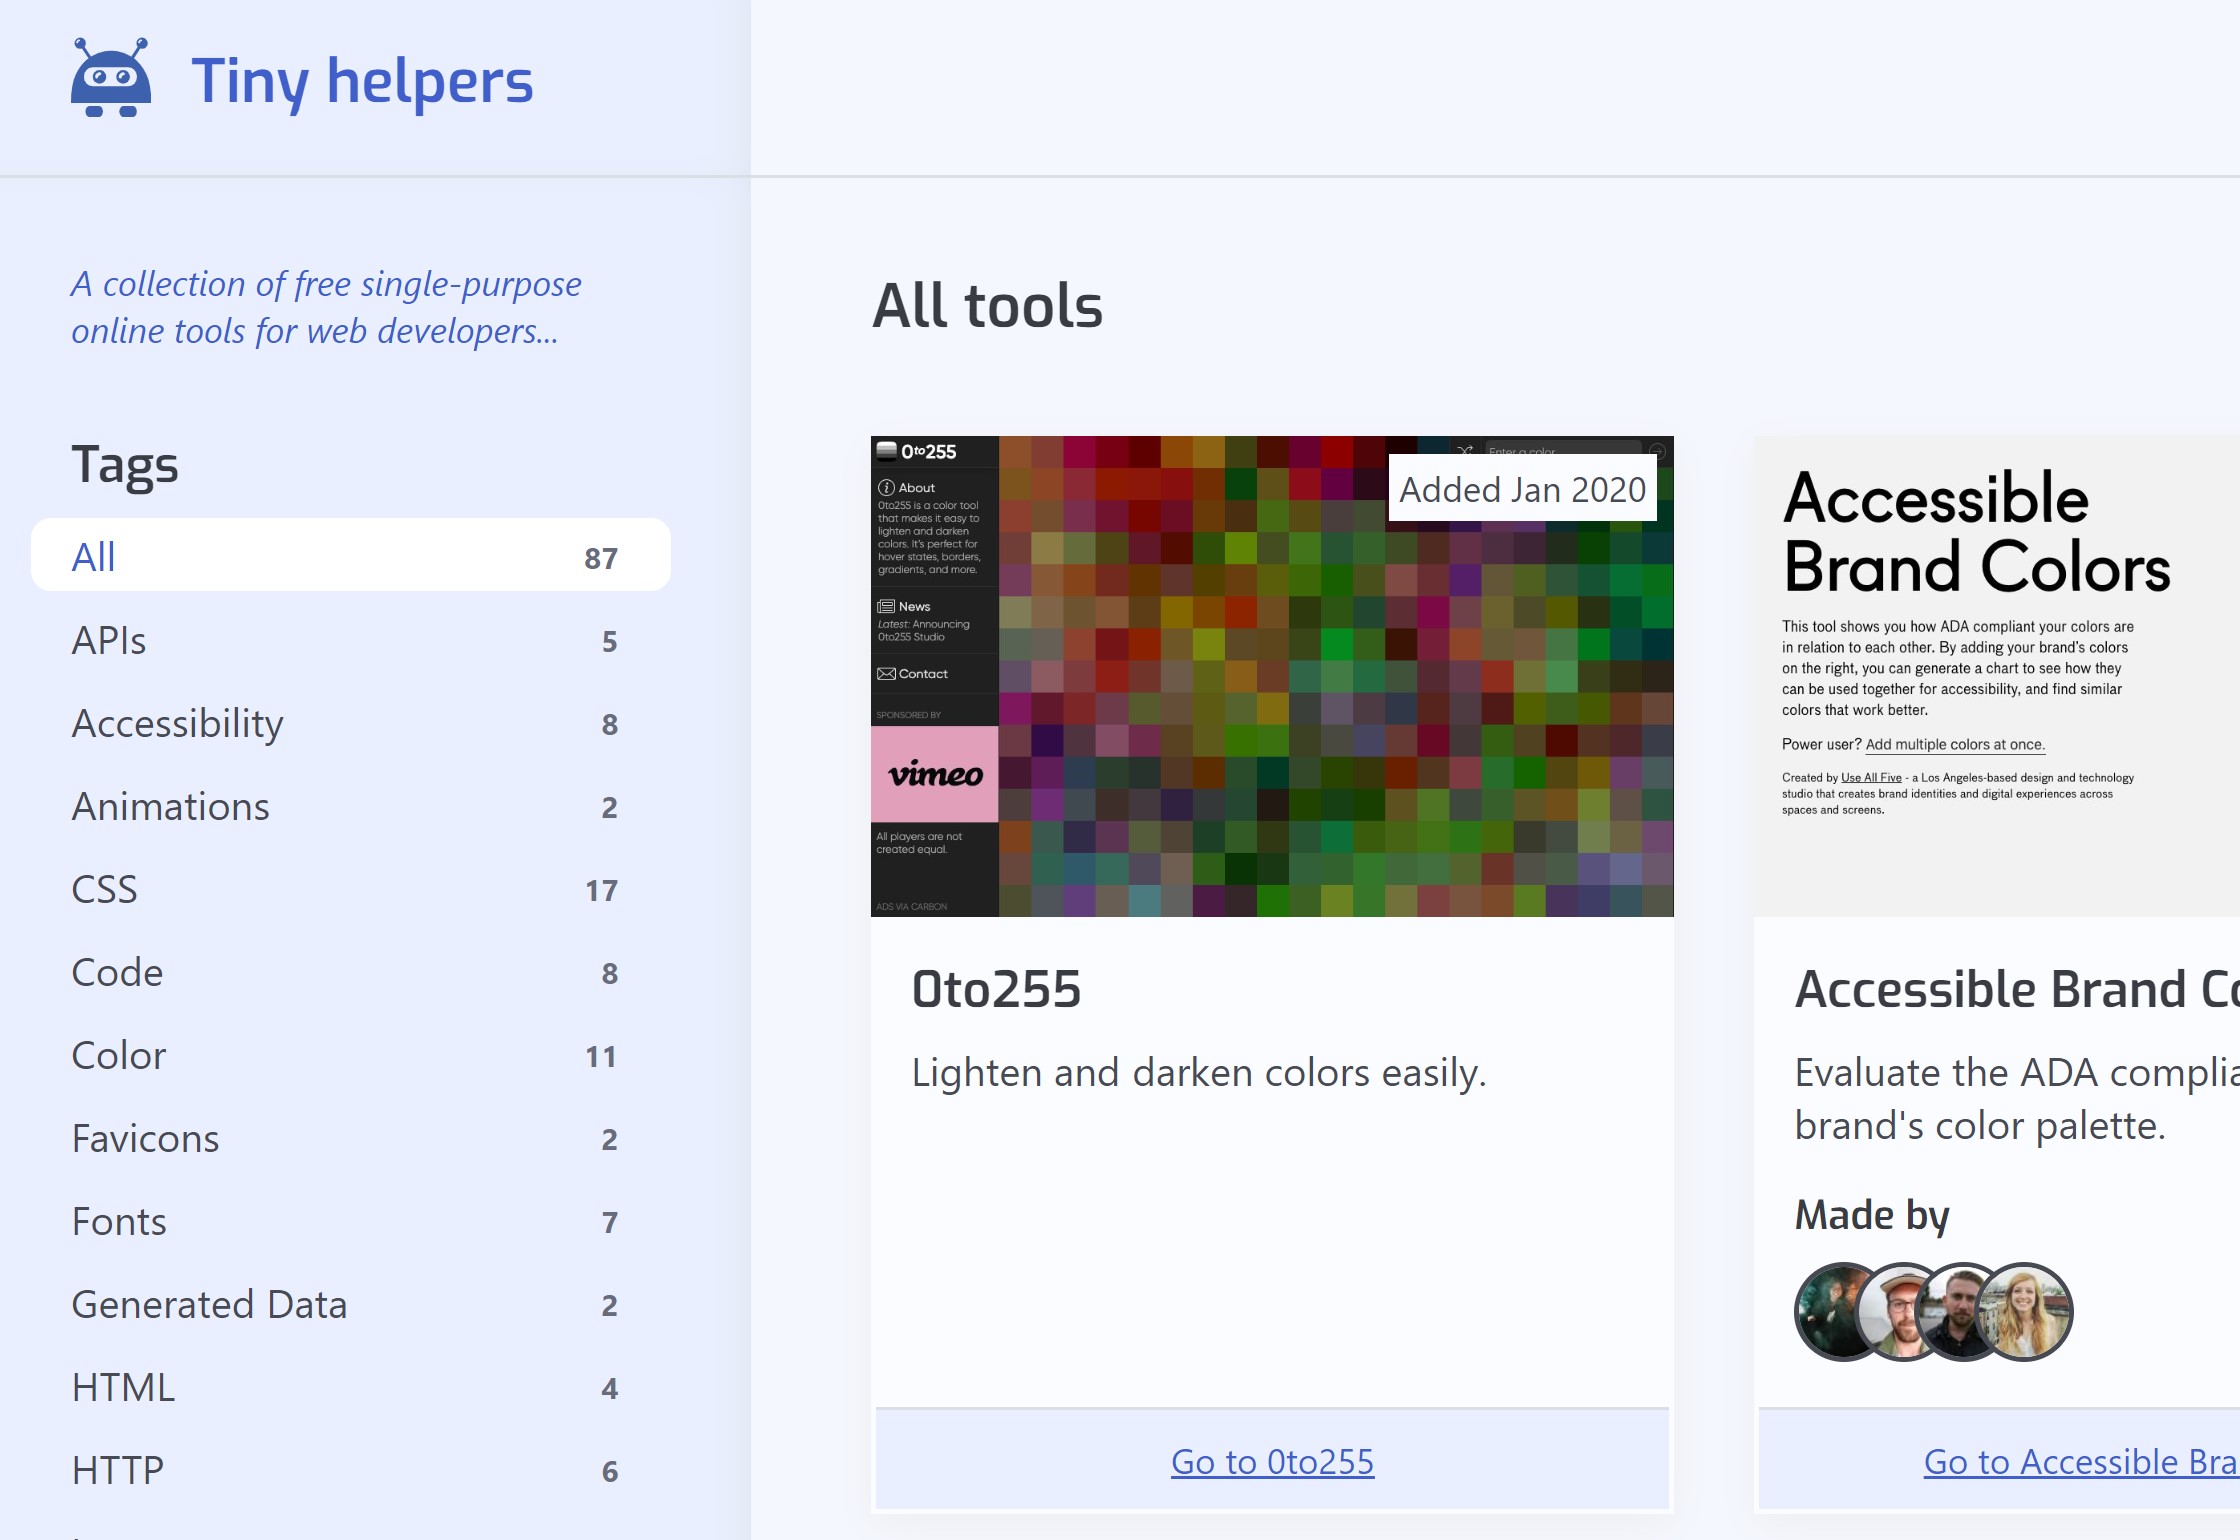 Tiny helpers
A collection of free single-purpose
online tools for web developers...
Tags
All 87
APIs 5
Accessibility 8
Animations 2
CSS 17
Code 8
Color 11
Favicons 2
Fonts 7
Generated Data 2
HTML 4
HTTP 6
All tools
0to255
Enter a color
Added Jan 2020
About
0to255 is a color tool
that makes it easy to
lighten and darken
colors. It's perfect for
hover states, borders,
gradients, and more.
News
Latest: Announcing
0to255 Studio
Contact
SPONSORED BY
vimeo
All players are not
created equal.
ADS VIA CARBON
0to255
Lighten and darken colors easily.
Go to 0to255
Accessible
Brand Colors
This tool shows you how ADA compliant your colors are
in relation to each other. By adding your brand's colors
on the right, you can generate a chart to see how they
can be used together for accessibility, and find similar
colors that work better.
Power user? Add multiple colors at once.
Created by Use All Five - a Los Angeles-based design and technology
studio that creates brand identities and digital experiences across
spaces and screens.
Accessible Brand Co
Evaluate the ADA complia
brand's color palette.
Made by
Go to Accessible Bra